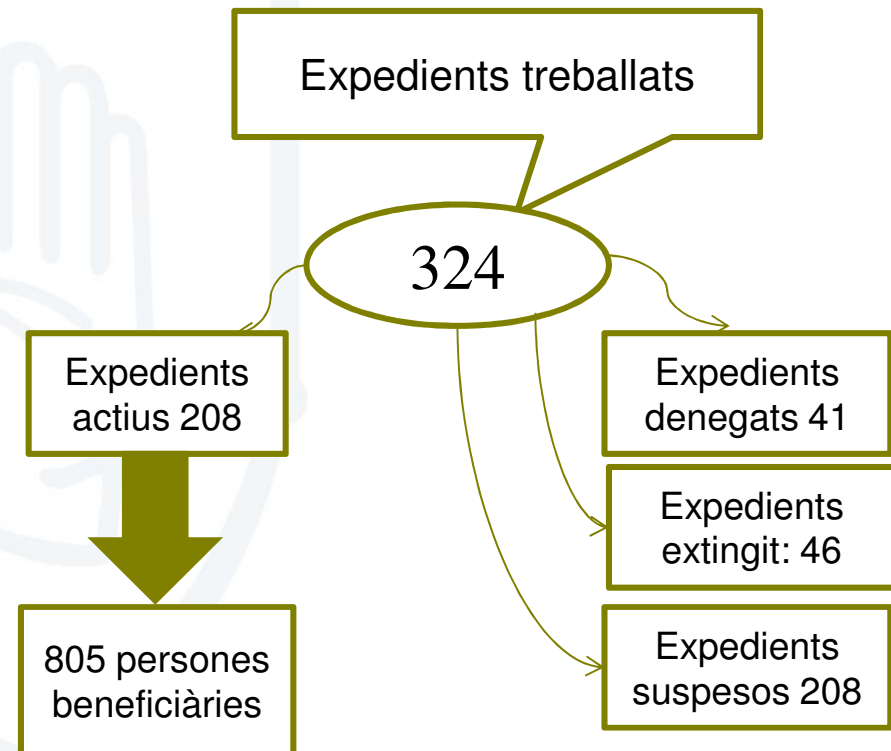 Expedients treballats
324
Expedients
actius 208
805 persones
beneficiàries
Expedients
denegats 41
Expedients
extingit: 46
Expedients
suspesos 208